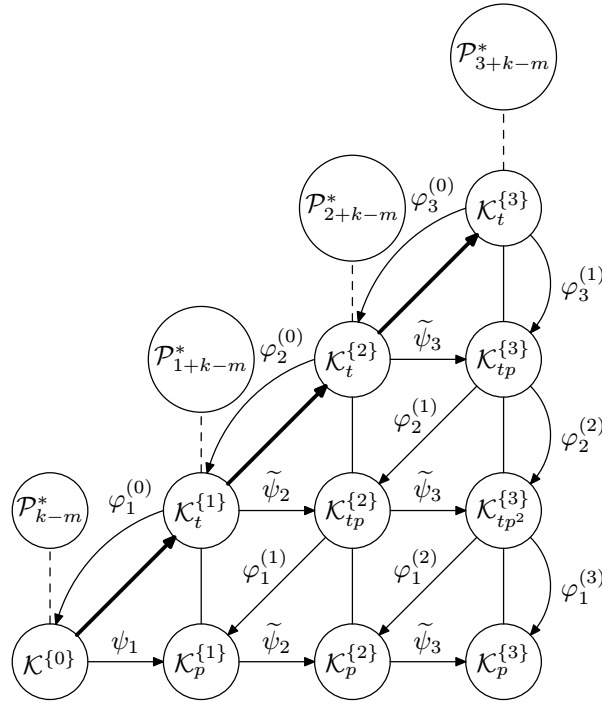 𝒫*_{3+k−m}
𝒫*_{2+k−m} φ_3^{(0)} 𝒦_t^{{3}}
φ_3^{(1)}
𝒫*_{1+k−m} φ_2^{(0)} 𝒦_t^{{2}} ψ̃_3 𝒦_{tp}^{{3}}
φ_2^{(1)} φ_2^{(2)}
𝒫*_{k−m} φ_1^{(0)} 𝒦_t^{{1}} ψ̃_2 𝒦_{tp}^{{2}} ψ̃_3 𝒦_{tp^2}^{{3}}
φ_1^{(1)} φ_1^{(2)} φ_1^{(3)}
𝒦^{{0}} ψ_1 𝒦_p^{{1}} ψ̃_2 𝒦_p^{{2}} ψ̃_3 𝒦_p^{{3}}